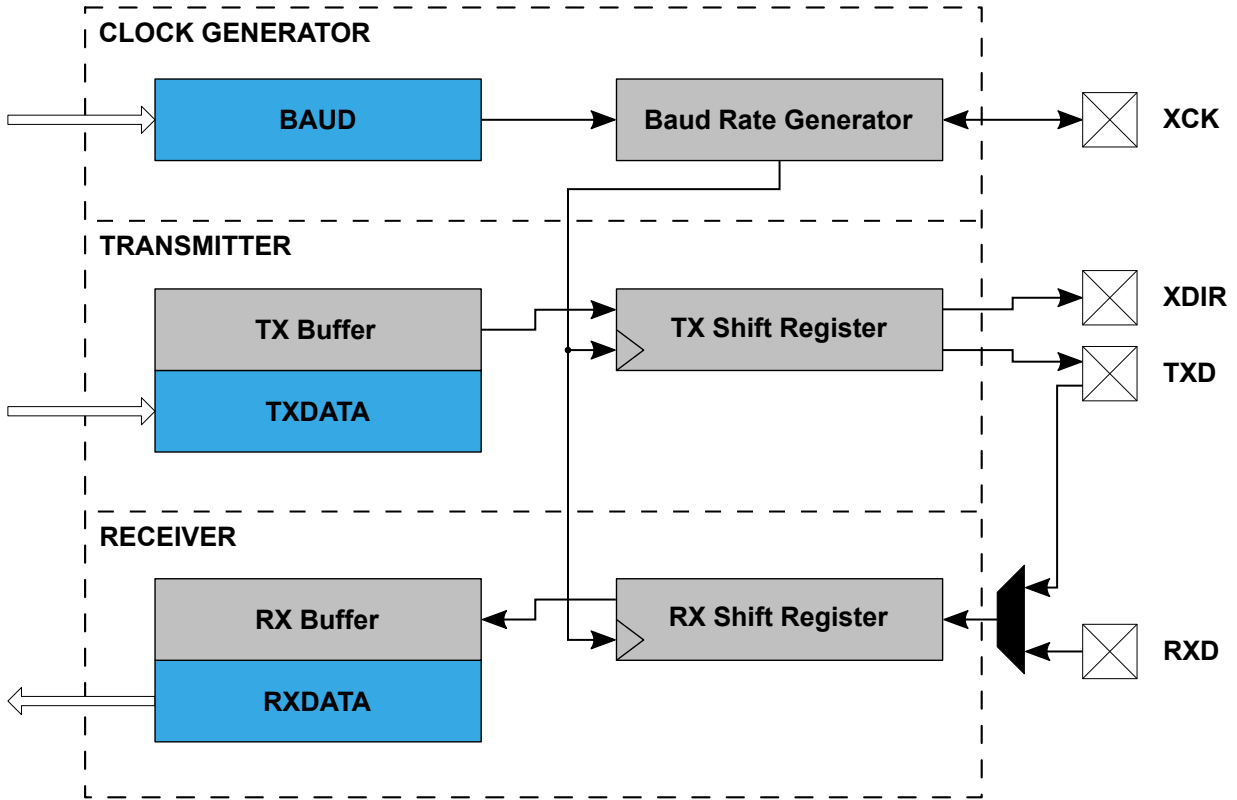 CLOCK GENERATOR
BAUD
Baud Rate Generator
XCK
TRANSMITTER
TX Buffer
TX Shift Register
XDIR
TXD
TXDATA
RECEIVER
RX Buffer
RX Shift Register
RXD
RXDATA